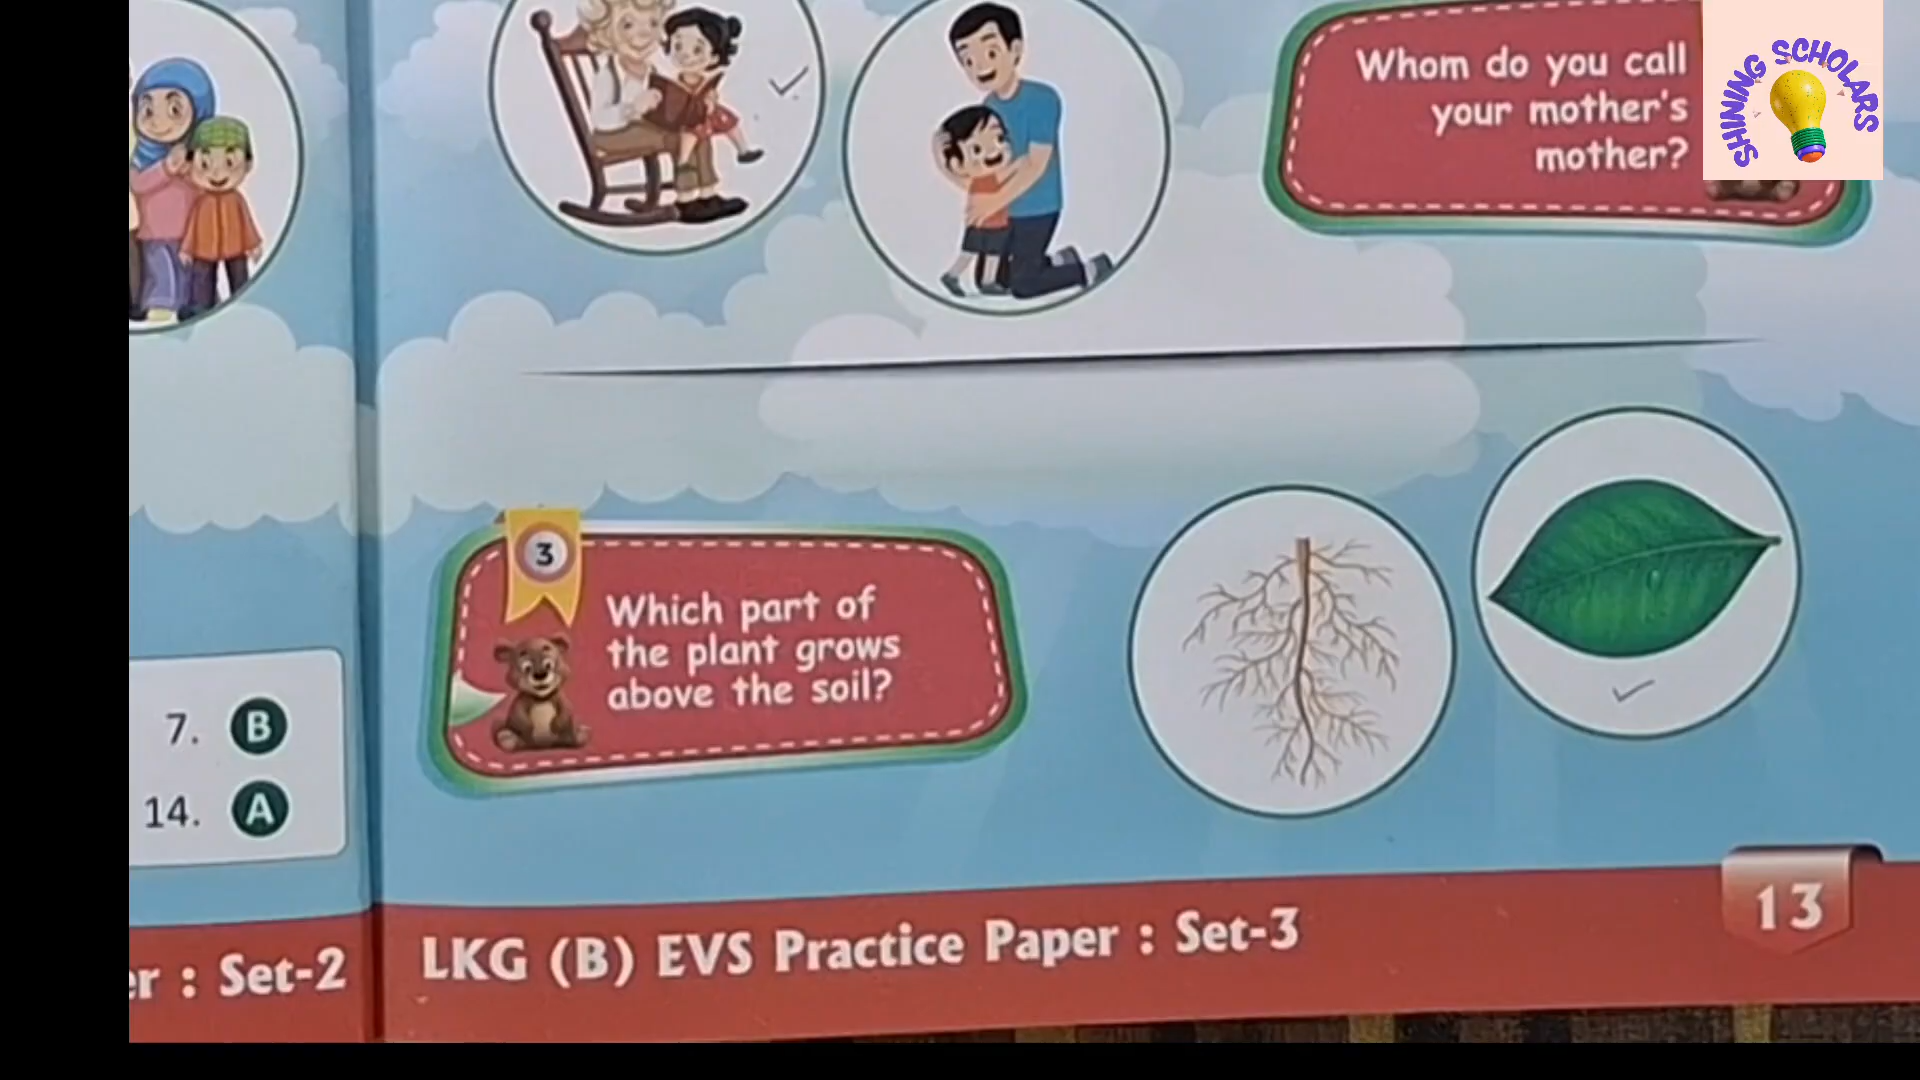 Whom do you call
your mother's
mother?
SHINING SCHOLARS
3
Which part of
the plant grows
above the soil?
7. B
14. A
er : Set-2
LKG (B) EVS Practice Paper : Set-3
13